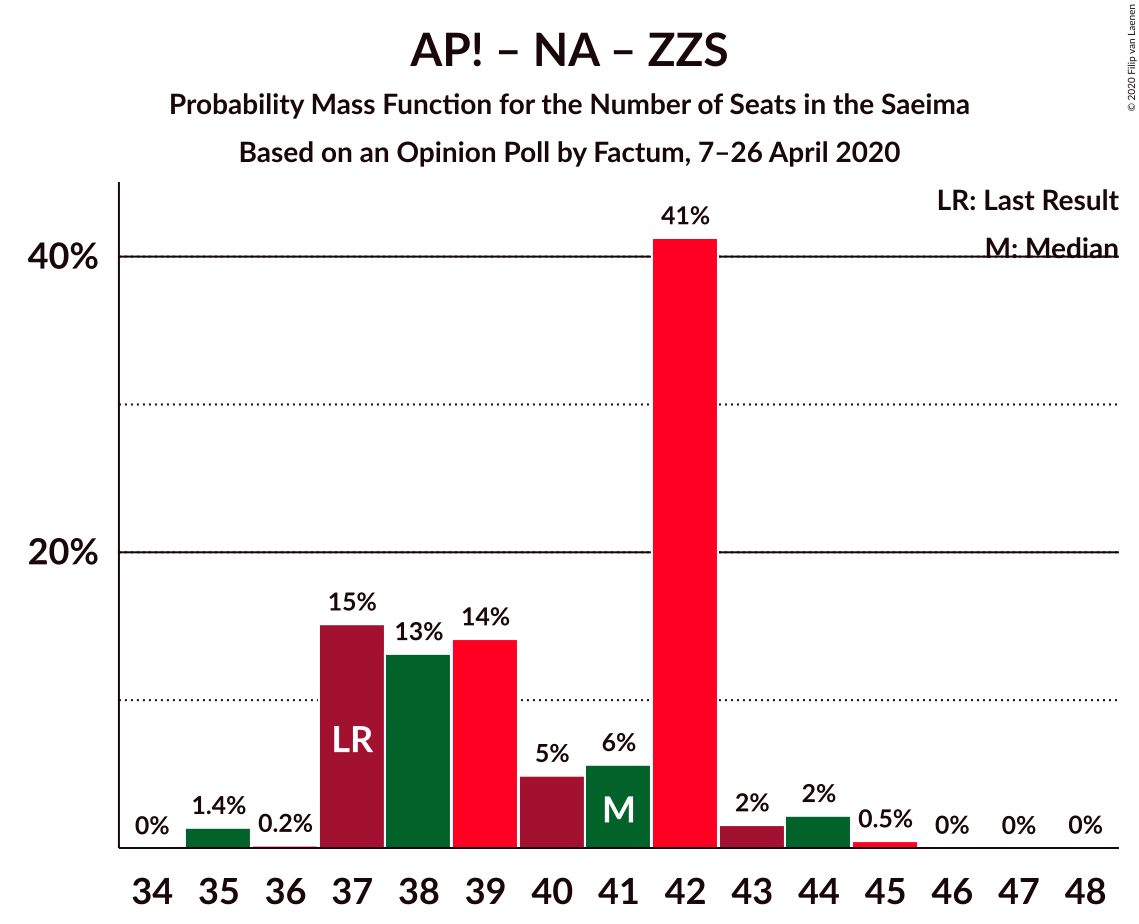 AP! – NA – ZZS
Probability Mass Function for the Number of Seats in the Saeima
Based on an Opinion Poll by Factum, 7–26 April 2020
© 2020 Filip van Laenen
LR: Last Result
M: Median
40%
20%
0%
1.4%
0.2%
15%
13%
14%
5%
6%
41%
2%
2%
0.5%
0%
0%
0%
LR
M
34 35 36 37 38 39 40 41 42 43 44 45 46 47 48